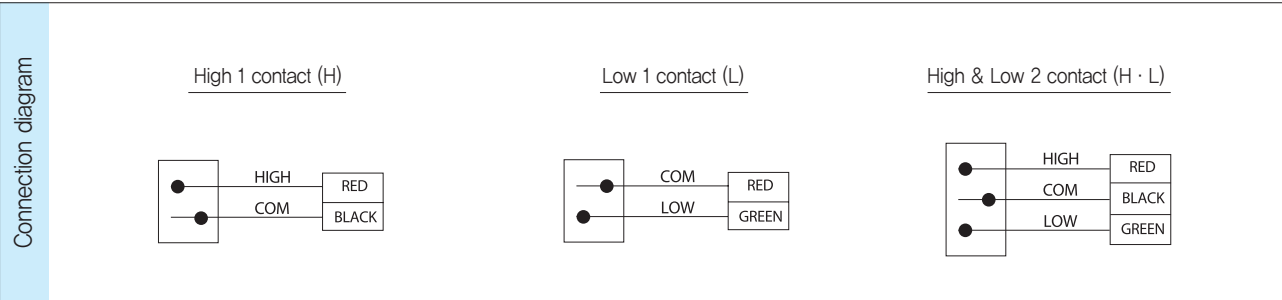 Connection diagram
High 1 contact (H)
HIGH RED
COM BLACK
Low 1 contact (L)
COM RED
LOW GREEN
High & Low 2 contact (H · L)
HIGH RED
COM BLACK
LOW GREEN